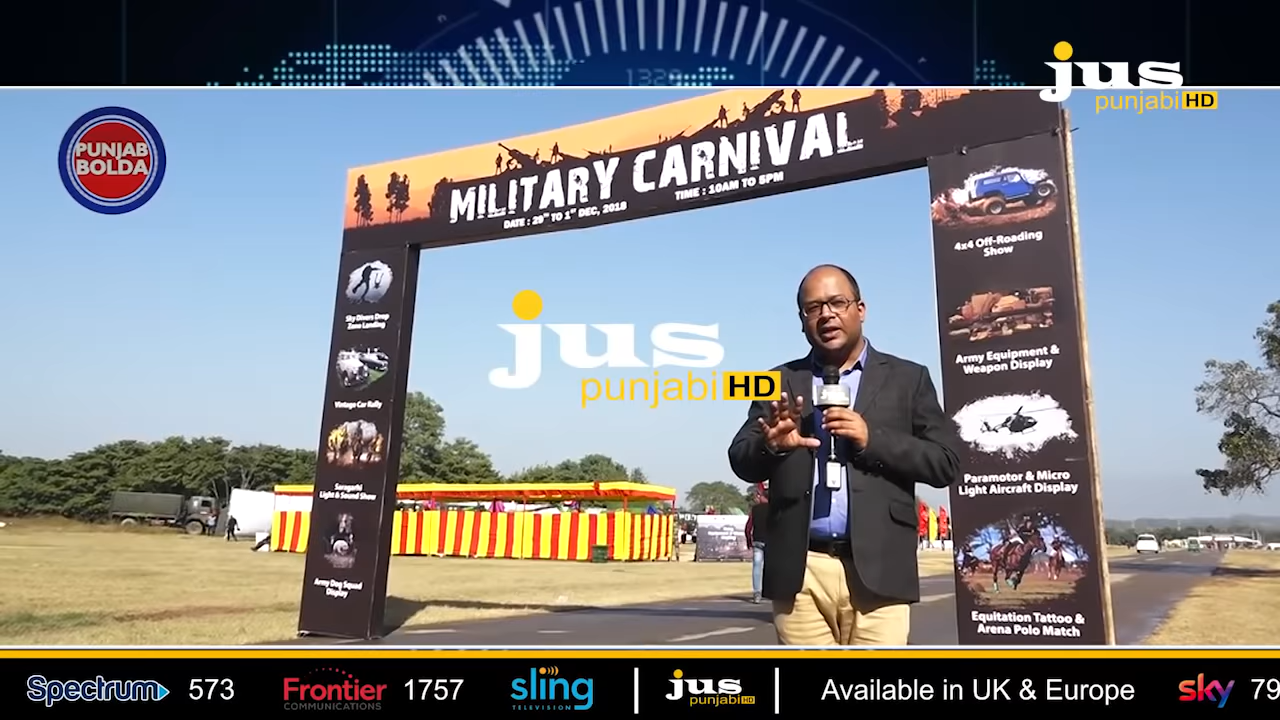 1320
jus
punjabi HD
PUNJAB
BOLDA
MILITARY CARNIVAL
DATE : 29TH TO 1ST DEC, 2018
TIME : 10AM TO 5PM
4x4 Off-Roading
Show
Sky Divers Drop
Zone Landing
jus
punjabi HD
Army Equipment &
Weapon Display
Vintage Car Rally
Paramotor & Micro
Light Aircraft Display
Saragarhi
Light & Sound Show
Army Dog Squad
Display
Equitation Tattoo &
Arena Polo Match
Spectrum 573 Frontier COMMUNICATIONS 1757 sling TELEVISION | jus punjabi HD | Available in UK & Europe sky 79